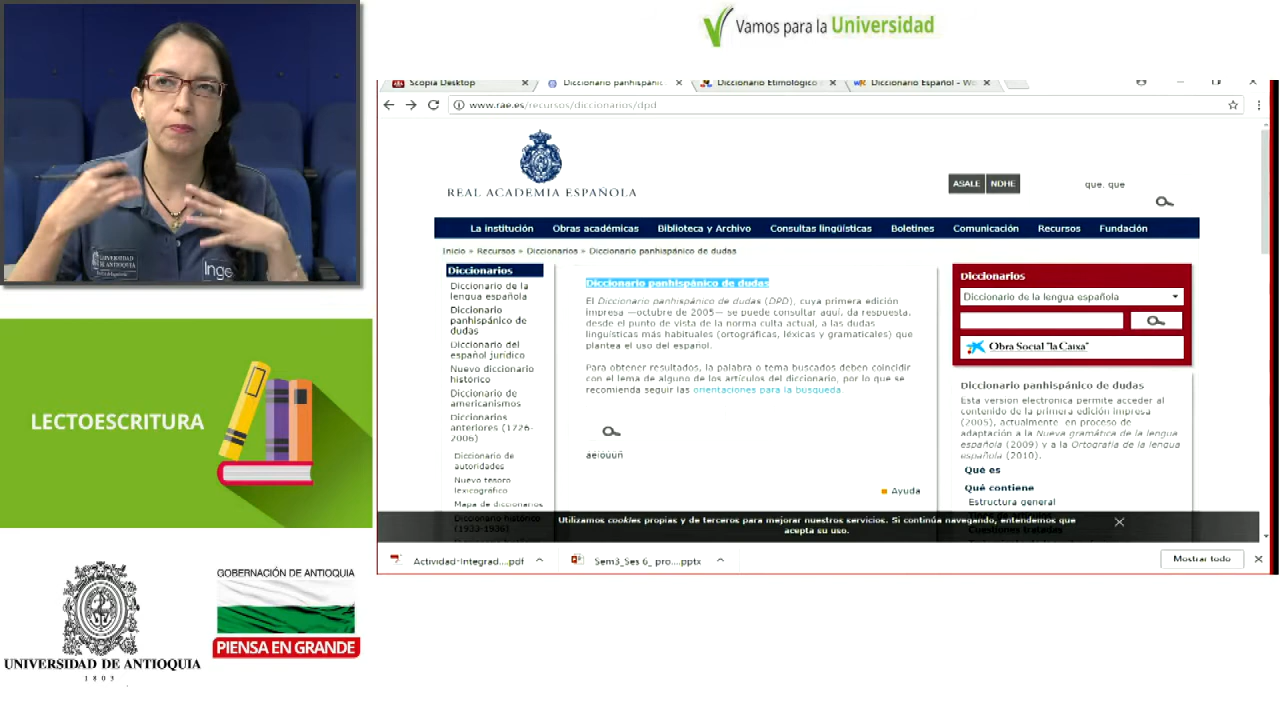 Vamos para la Universidad
UNIVERSIDAD
DE ANTIOQUIA
Inge
LECTOESCRITURA
UNIVERSIDAD DE ANTIOQUIA
1803
GOBERNACIÓN DE ANTIOQUIA
PIENSA EN GRANDE
Scopia Desktop
Diccionario panhispánic
Diccionario Etimológico
Diccionario Español - Wo
www.rae.es/recursos/diccionarios/dpd
REAL ACADEMIA ESPAÑOLA
ASALE NDHE
que, que
La institución Obras académicas Biblioteca y Archivo Consultas lingüísticas Boletines Comunicación Recursos Fundación
Inicio » Recursos » Diccionarios » Diccionario panhispánico de dudas
Diccionarios
Diccionario de la
lengua española
Diccionario
panhispánico de
dudas
Diccionario del
español jurídico
Nuevo diccionario
histórico
Diccionario de
americanismos
Diccionarios
anteriores (1726-
2006)
Diccionario de
autoridades
Nuevo tesoro
lexicográfico
Mapa de diccionarios
Diccionario histórico
(1933-1936)
Diccionario panhispánico de dudas
El Diccionario panhispánico de dudas (DPD), cuya primera edición
impresa —octubre de 2005— se puede consultar aquí, da respuesta,
desde el punto de vista de la norma culta actual, a las dudas
lingüísticas más habituales (ortográficas, léxicas y gramaticales) que
plantea el uso del español.
Para obtener resultados, la palabra o tema buscados deben coincidir
con el lema de alguno de los artículos del diccionario, por lo que se
recomienda seguir las orientaciones para la búsqueda.
áéíóúüñ
Ayuda
Diccionarios
Diccionario de la lengua española
Obra Social "la Caixa"
Diccionario panhispánico de dudas
Esta versión electrónica permite acceder al
contenido de la primera edición impresa
(2005), actualmente en proceso de
adaptación a la Nueva gramática de la lengua
española (2009) y a la Ortografía de la lengua
española (2010).
Qué es
Qué contiene
Estructura general
Cuestiones tratadas
Utilizamos cookies propias y de terceros para mejorar nuestros servicios. Si continúa navegando, entendemos que
acepta su uso.
Actividad-Integrad....pdf
Sem3_Ses 6_ pro....pptx
Mostrar todo